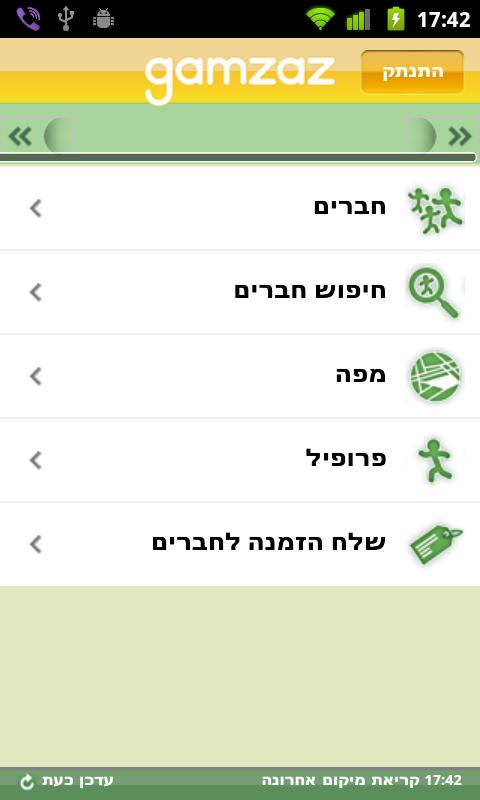 17:42
gamzaz
התנתק
חברים
חיפוש חברים
מפה
פרופיל
שלח הזמנה לחברים
17:42 קריאת מיקום אחרונה
עדכן כעת